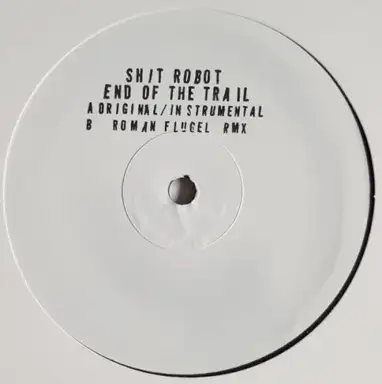 SHIT ROBOT
END OF THE TRAIL
A ORIGINAL/INSTRUMENTAL
B ROMAN FLUGEL RMX